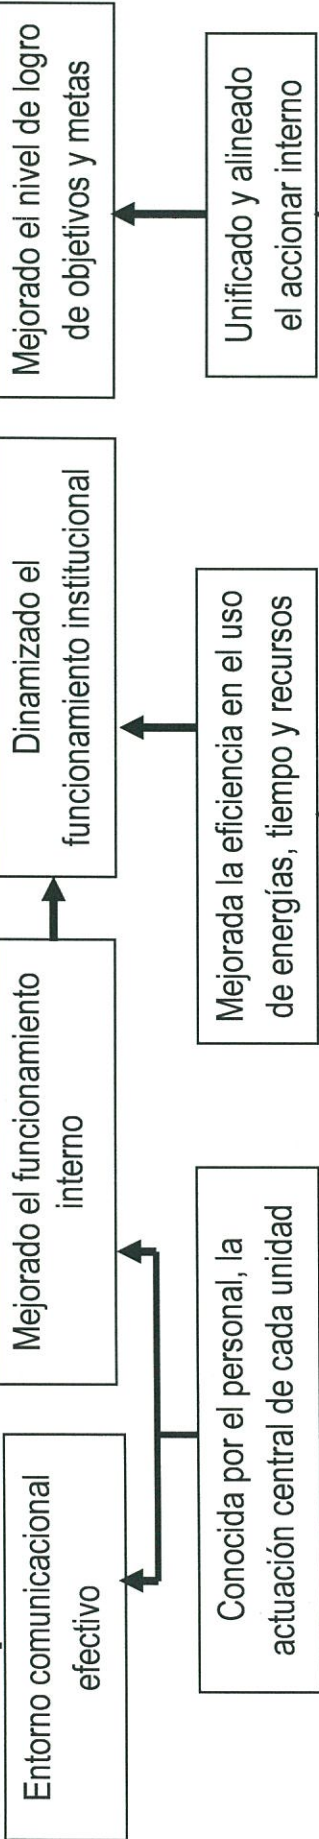 Entorno comunicacional
efectivo
Mejorado el funcionamiento
interno
Dinamizado el
funcionamiento institucional
Mejorado el nivel de logro
de objetivos y metas
Conocida por el personal, la
actuación central de cada unidad
Mejorada la eficiencia en el uso
de energías, tiempo y recursos
Unificado y alineado
el accionar interno